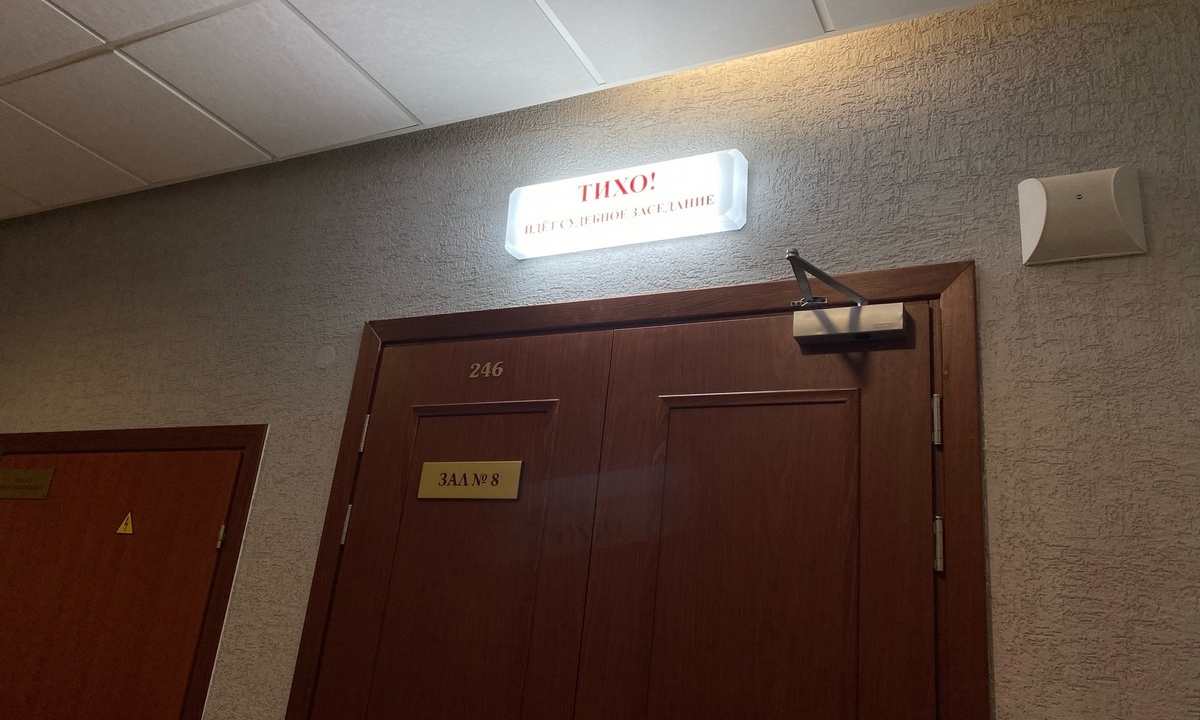 ТИХО!
ИДЁТ СУДЕБНОЕ ЗАСЕДАНИЕ
246
ЗАЛ № 8